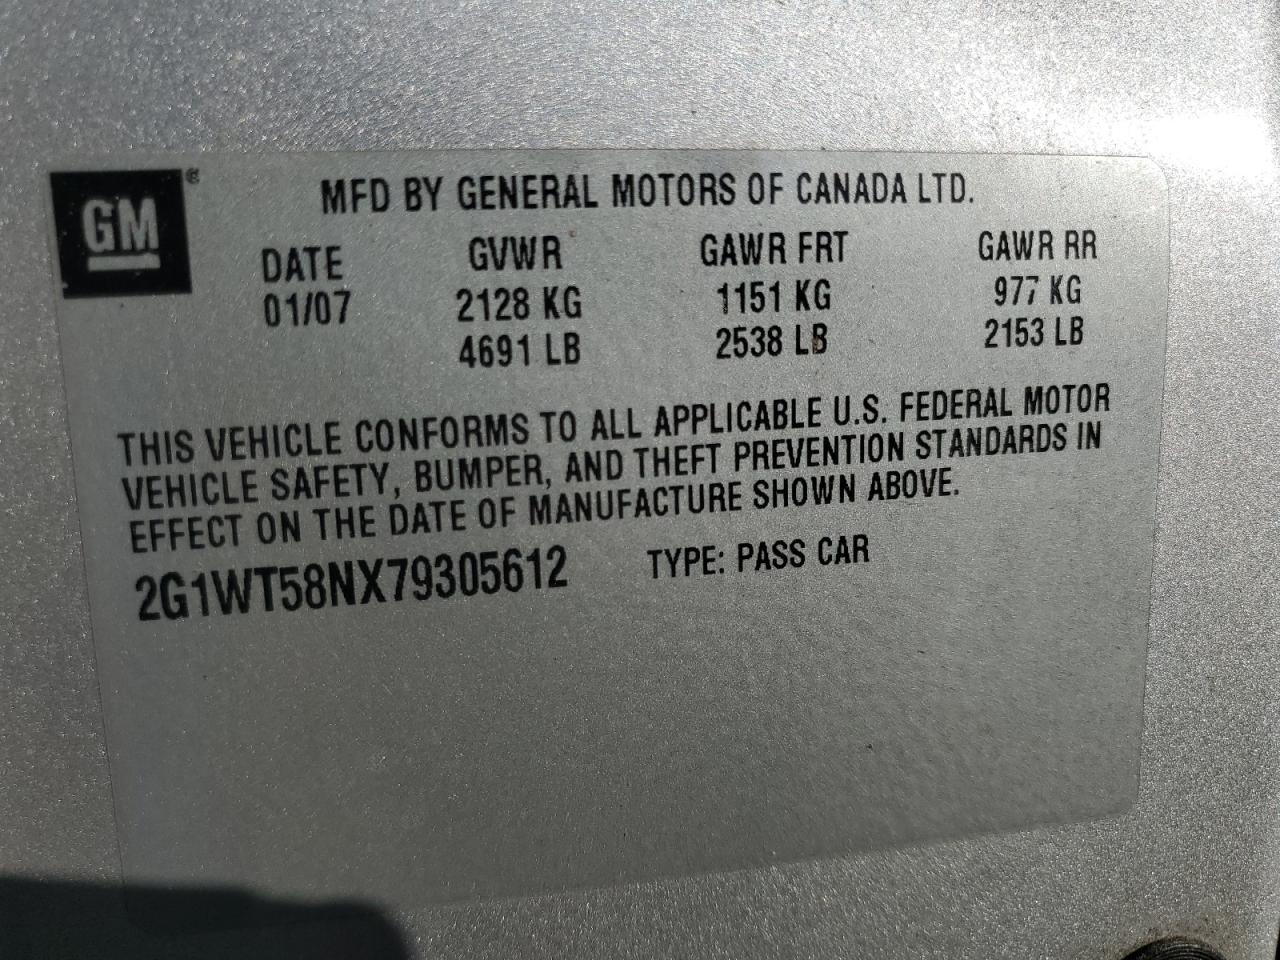 GM ®
MFD BY GENERAL MOTORS OF CANADA LTD.
DATE GVWR GAWR FRT GAWR RR
01/07 2128 KG 1151 KG 977 KG
4691 LB 2538 LB 2153 LB
THIS VEHICLE CONFORMS TO ALL APPLICABLE U.S. FEDERAL MOTOR
VEHICLE SAFETY, BUMPER, AND THEFT PREVENTION STANDARDS IN
EFFECT ON THE DATE OF MANUFACTURE SHOWN ABOVE.
2G1WT58NX79305612 TYPE: PASS CAR